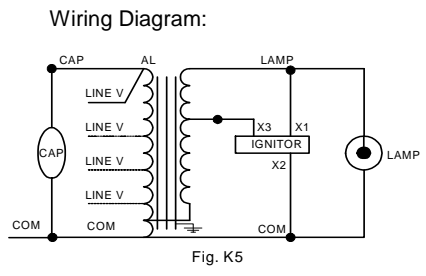 Wiring Diagram:
CAP AL LAMP
LINE V
LINE V X3 X1
IGNITOR
CAP LAMP
LINE V X2
LINE V
COM COM COM
Fig. K5